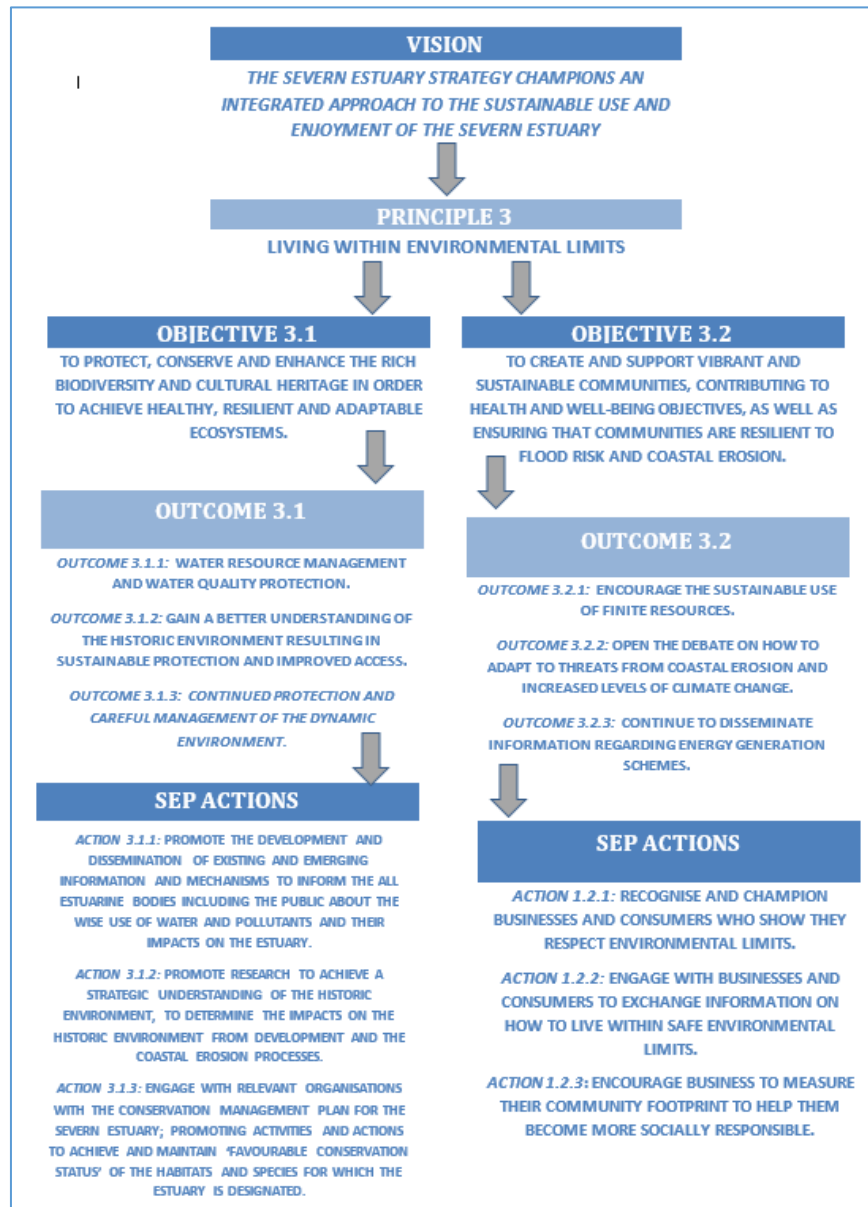 VISION
THE SEVERN ESTUARY STRATEGY CHAMPIONS AN
INTEGRATED APPROACH TO THE SUSTAINABLE USE AND
ENJOYMENT OF THE SEVERN ESTUARY
PRINCIPLE 3
LIVING WITHIN ENVIRONMENTAL LIMITS
OBJECTIVE 3.1
TO PROTECT, CONSERVE AND ENHANCE THE RICH
BIODIVERSITY AND CULTURAL HERITAGE IN ORDER
TO ACHIEVE HEALTHY, RESILIENT AND ADAPTABLE
ECOSYSTEMS.
OUTCOME 3.1
OUTCOME 3.1.1: WATER RESOURCE MANAGEMENT
AND WATER QUALITY PROTECTION.
OUTCOME 3.1.2: GAIN A BETTER UNDERSTANDING OF
THE HISTORIC ENVIRONMENT RESULTING IN
SUSTAINABLE PROTECTION AND IMPROVED ACCESS.
OUTCOME 3.1.3: CONTINUED PROTECTION AND
CAREFUL MANAGEMENT OF THE DYNAMIC
ENVIRONMENT.
SEP ACTIONS
ACTION 3.1.1: PROMOTE THE DEVELOPMENT AND
DISSEMINATION OF EXISTING AND EMERGING
INFORMATION AND MECHANISMS TO INFORM THE ALL
ESTUARINE BODIES INCLUDING THE PUBLIC ABOUT THE
WISE USE OF WATER AND POLLUTANTS AND THEIR
IMPACTS ON THE ESTUARY.
ACTION 3.1.2: PROMOTE RESEARCH TO ACHIEVE A
STRATEGIC UNDERSTANDING OF THE HISTORIC
ENVIRONMENT, TO DETERMINE THE IMPACTS ON THE
HISTORIC ENVIRONMENT FROM DEVELOPMENT AND THE
COASTAL EROSION PROCESSES.
ACTION 3.1.3: ENGAGE WITH RELEVANT ORGANISATIONS
WITH THE CONSERVATION MANAGEMENT PLAN FOR THE
SEVERN ESTUARY; PROMOTING ACTIVITIES AND ACTIONS
TO ACHIEVE AND MAINTAIN ‘FAVOURABLE CONSERVATION
STATUS’ OF THE HABITATS AND SPECIES FOR WHICH THE
ESTUARY IS DESIGNATED.
OBJECTIVE 3.2
TO CREATE AND SUPPORT VIBRANT AND
SUSTAINABLE COMMUNITIES, CONTRIBUTING TO
HEALTH AND WELL-BEING OBJECTIVES, AS WELL AS
ENSURING THAT COMMUNITIES ARE RESILIENT TO
FLOOD RISK AND COASTAL EROSION.
OUTCOME 3.2
OUTCOME 3.2.1: ENCOURAGE THE SUSTAINABLE USE
OF FINITE RESOURCES.
OUTCOME 3.2.2: OPEN THE DEBATE ON HOW TO
ADAPT TO THREATS FROM COASTAL EROSION AND
INCREASED LEVELS OF CLIMATE CHANGE.
OUTCOME 3.2.3: CONTINUE TO DISSEMINATE
INFORMATION REGARDING ENERGY GENERATION
SCHEMES.
SEP ACTIONS
ACTION 1.2.1: RECOGNISE AND CHAMPION
BUSINESSES AND CONSUMERS WHO SHOW THEY
RESPECT ENVIRONMENTAL LIMITS.
ACTION 1.2.2: ENGAGE WITH BUSINESSES AND
CONSUMERS TO EXCHANGE INFORMATION ON
HOW TO LIVE WITHIN SAFE ENVIRONMENTAL
LIMITS.
ACTION 1.2.3: ENCOURAGE BUSINESS TO MEASURE
THEIR COMMUNITY FOOTPRINT TO HELP THEM
BECOME MORE SOCIALLY RESPONSIBLE.